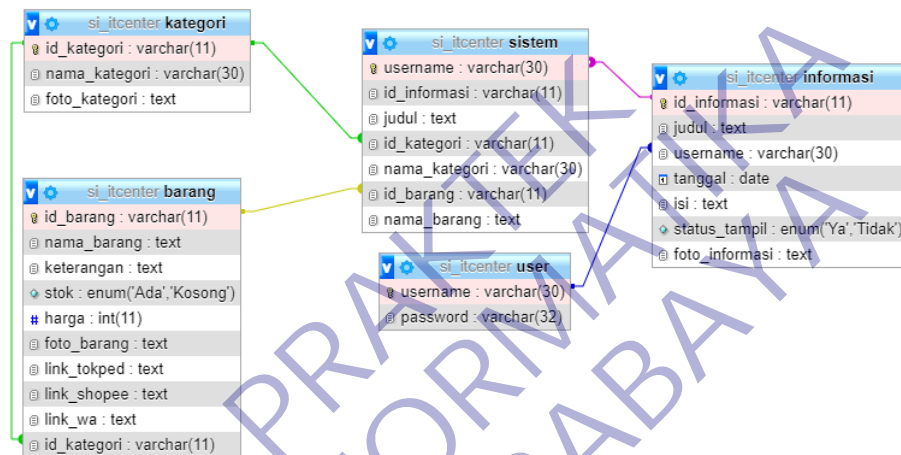 si_itcenter kategori
id_kategori : varchar(11)
nama_kategori : varchar(30)
foto_kategori : text
si_itcenter sistem
username : varchar(30)
id_informasi : varchar(11)
judul : text
id_kategori : varchar(11)
nama_kategori : varchar(30)
id_barang : varchar(11)
nama_barang : text
si_itcenter informasi
id_informasi : varchar(11)
judul : text
username : varchar(30)
tanggal : date
isi : text
status_tampil : enum('Ya','Tidak')
foto_informasi : text
si_itcenter barang
id_barang : varchar(11)
nama_barang : text
keterangan : text
stok : enum('Ada','Kosong')
# harga : int(11)
foto_barang : text
link_tokped : text
link_shopee : text
link_wa : text
id_kategori : varchar(11)
si_itcenter user
username : varchar(30)
password : varchar(32)
PRAKTEK
FORMATIKA
RABAYA